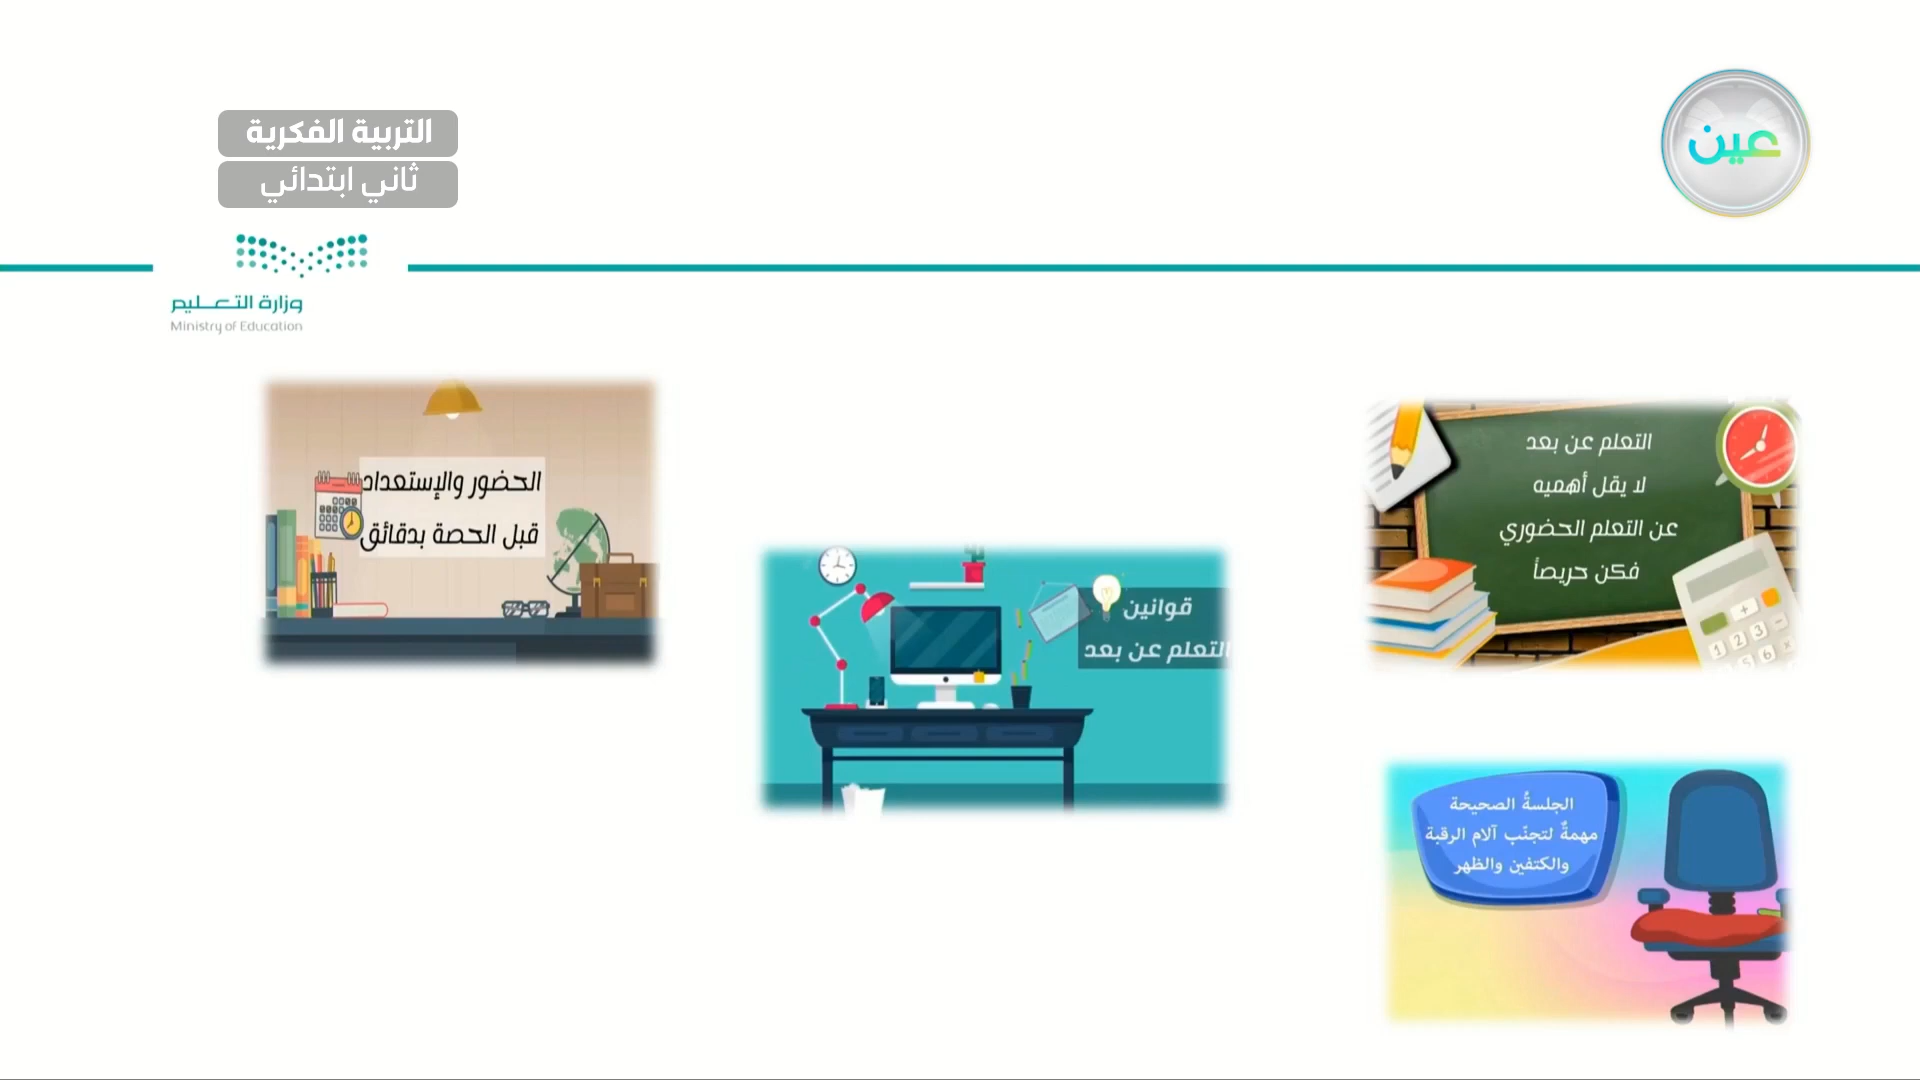 التربية الفكرية
ثاني ابتدائي
عين
وزارة التعليم
Ministry of Education
التعلم عن بعد
لا يقل أهميه
عن التعلم الحضوري
فكن حريصاً
الحضور والإستعداد
قبل الحصة بدقائق
قوانين
التعلم عن بعد
الجلسةُ الصحيحة
مهمةٌ لتجنّب آلام الرقبة
والكتفين والظهر